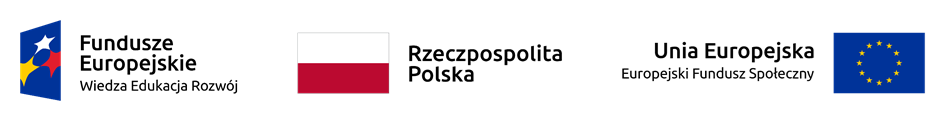 Fundusze
Europejskie
Wiedza Edukacja Rozwój
Rzeczpospolita
Polska
Unia Europejska
Europejski Fundusz Społeczny